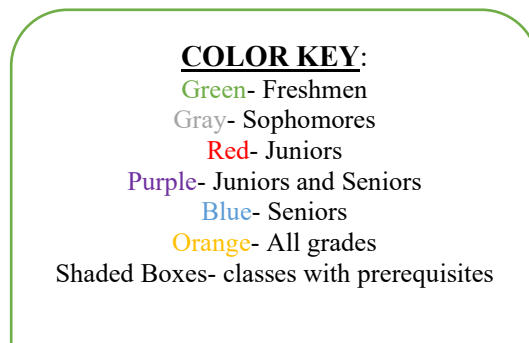 COLOR KEY:
Green- Freshmen
Gray- Sophomores
Red- Juniors
Purple- Juniors and Seniors
Blue- Seniors
Orange- All grades
Shaded Boxes- classes with prerequisites